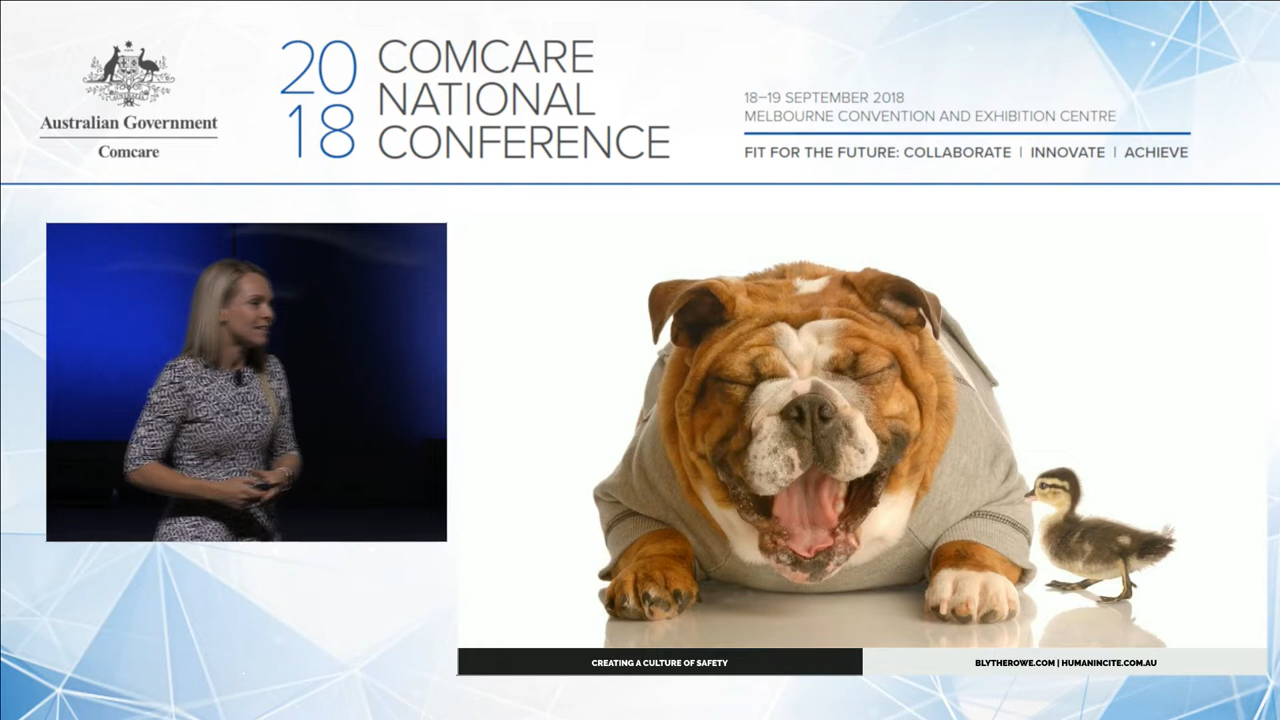 Australian Government
Comcare
20
18
COMCARE
NATIONAL
CONFERENCE
18–19 SEPTEMBER 2018
MELBOURNE CONVENTION AND EXHIBITION CENTRE
FIT FOR THE FUTURE: COLLABORATE | INNOVATE | ACHIEVE
CREATING A CULTURE OF SAFETY
BLYTHEROWE.COM | HUMANINCITE.COM.AU